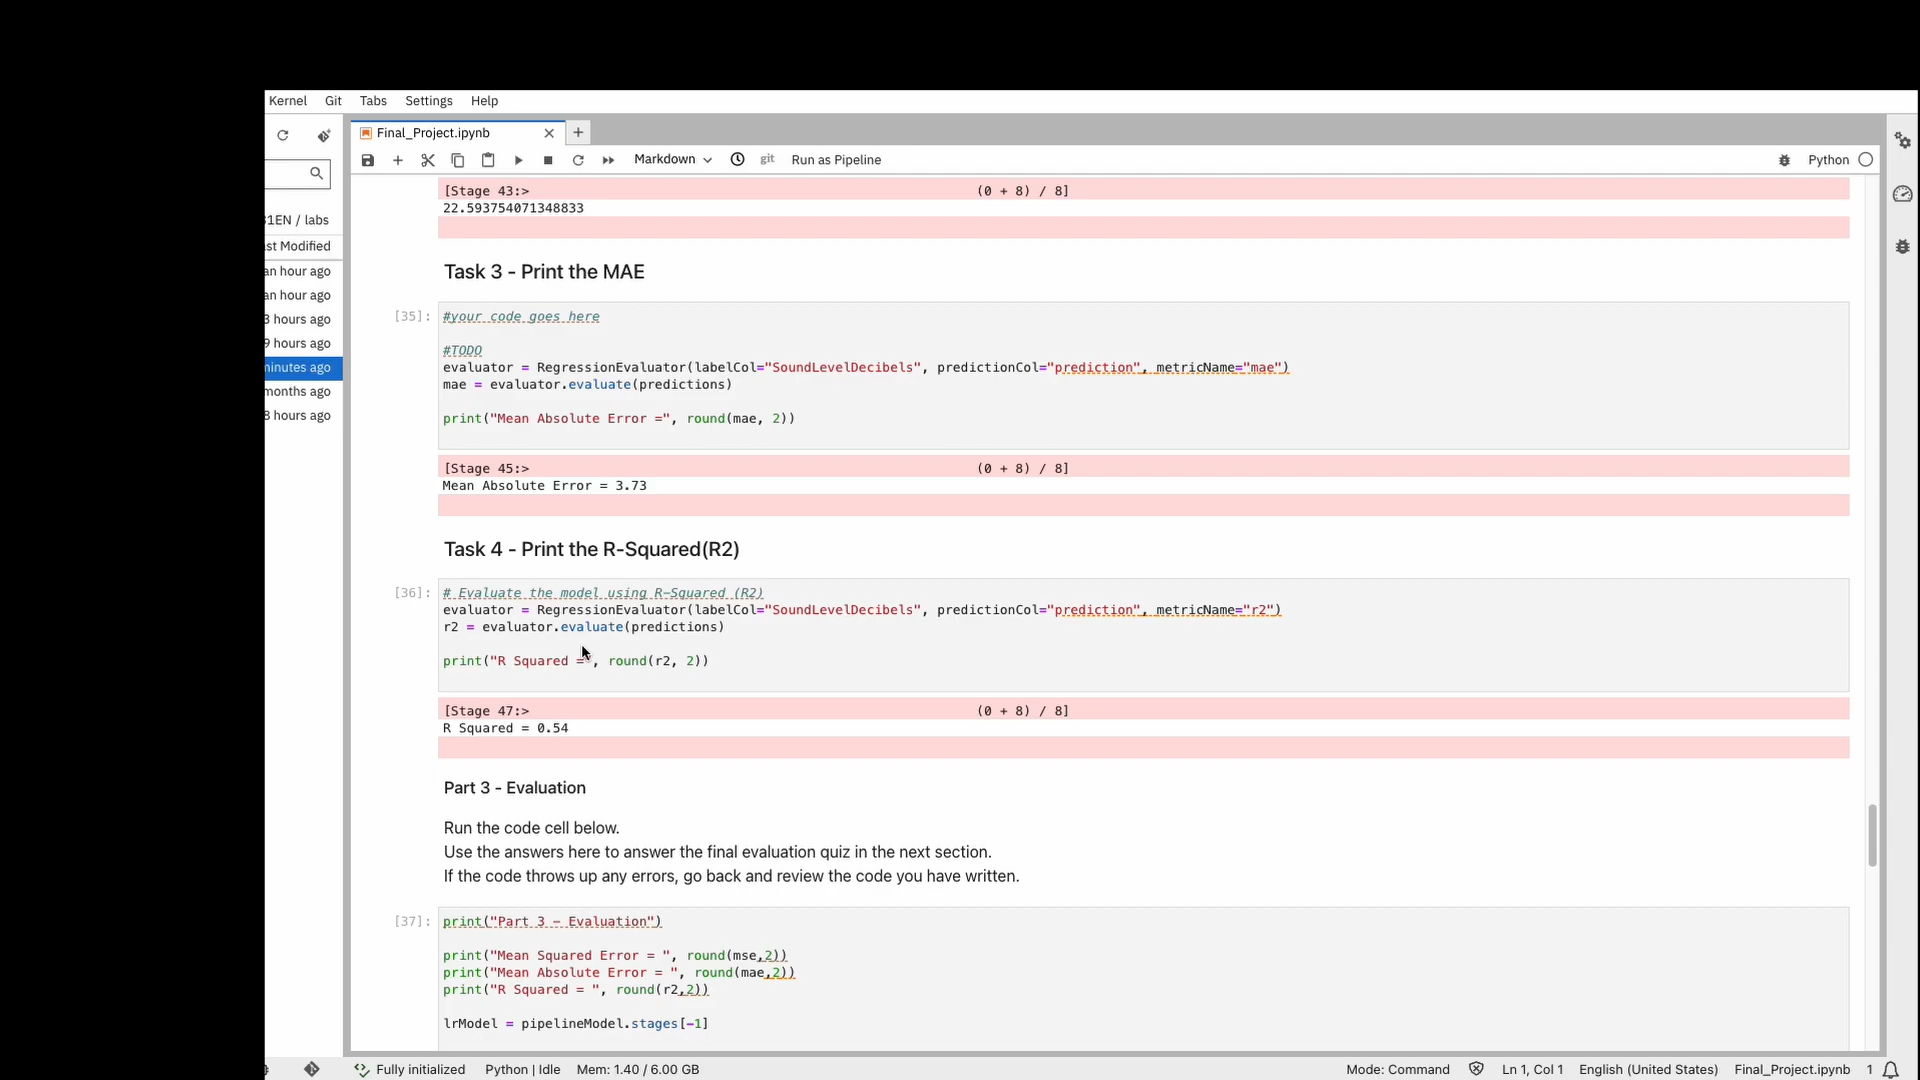 Kernel Git Tabs Settings Help
Final_Project.ipynb
Markdown git Run as Pipeline Python
1EN / labs
st Modified
an hour ago
an hour ago
3 hours ago
9 hours ago
minutes ago
months ago
8 hours ago
[Stage 43:> (0 + 8) / 8]
22.593754071348833
Task 3 - Print the MAE
[35]: #your code goes here
#TODO
evaluator = RegressionEvaluator(labelCol="SoundLevelDecibels", predictionCol="prediction", metricName="mae")
mae = evaluator.evaluate(predictions)
print("Mean Absolute Error =", round(mae, 2))
[Stage 45:> (0 + 8) / 8]
Mean Absolute Error = 3.73
Task 4 - Print the R-Squared(R2)
[36]: # Evaluate the model using R-Squared (R2)
evaluator = RegressionEvaluator(labelCol="SoundLevelDecibels", predictionCol="prediction", metricName="r2")
r2 = evaluator.evaluate(predictions)
print("R Squared =", round(r2, 2))
[Stage 47:> (0 + 8) / 8]
R Squared = 0.54
Part 3 - Evaluation
Run the code cell below.
Use the answers here to answer the final evaluation quiz in the next section.
If the code throws up any errors, go back and review the code you have written.
[37]: print("Part 3 - Evaluation")
print("Mean Squared Error = ", round(mse,2))
print("Mean Absolute Error = ", round(mae,2))
print("R Squared = ", round(r2,2))
lrModel = pipelineModel.stages[-1]
Fully initialized Python | Idle Mem: 1.40 / 6.00 GB Mode: Command Ln 1, Col 1 English (United States) Final_Project.ipynb 1